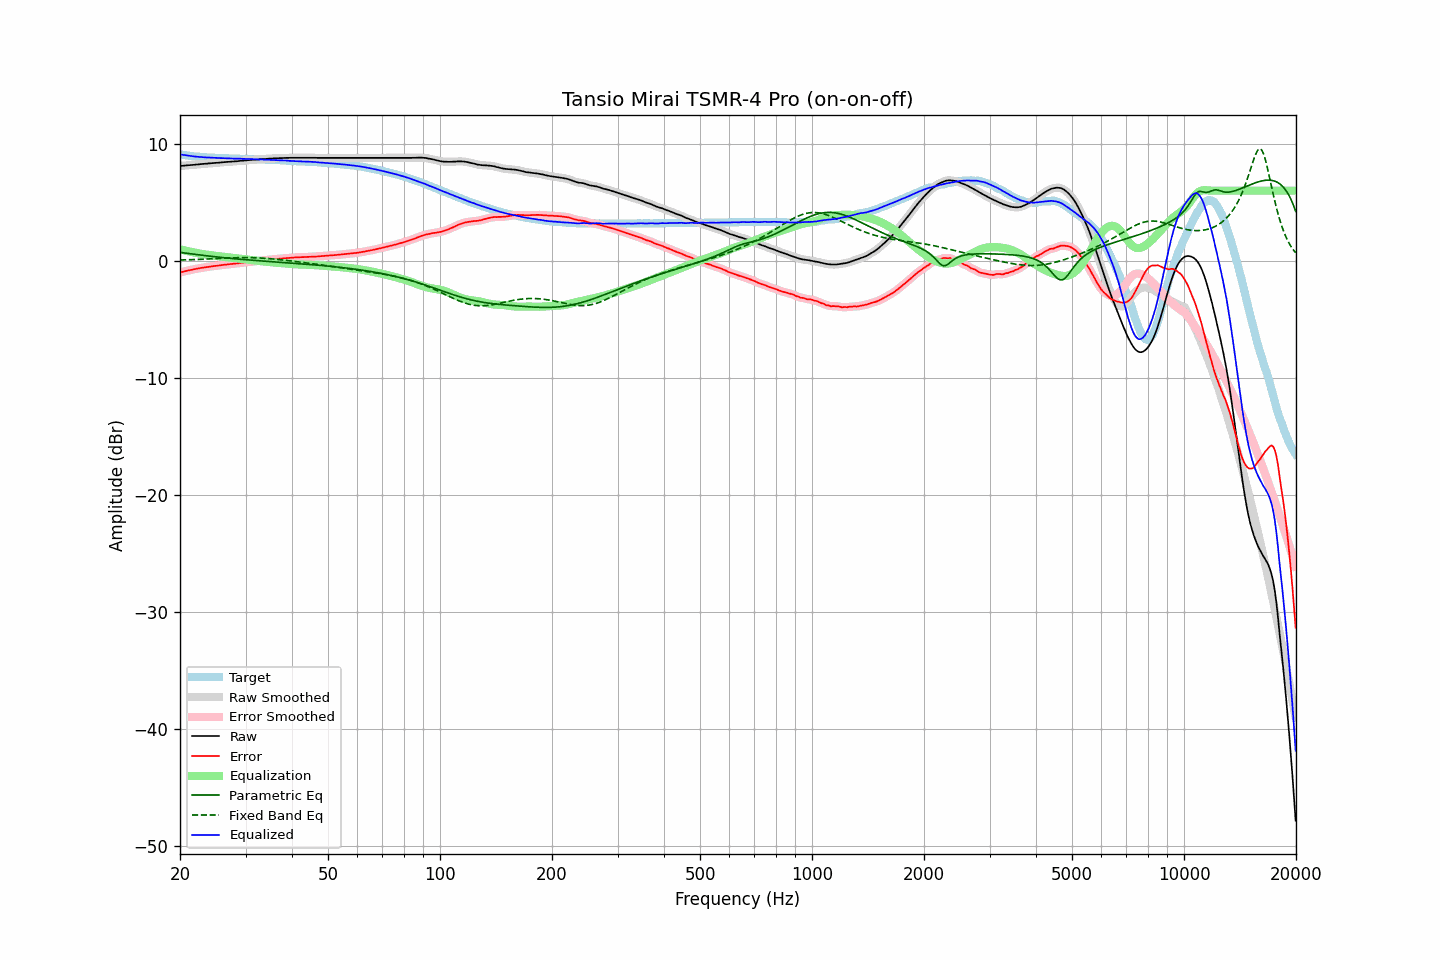 Tansio Mirai TSMR-4 Pro (on-on-off)
Amplitude (dBr)
10
0
−10
−20
−30
−40
−50
Target
Raw Smoothed
Error Smoothed
Raw
Error
Equalization
Parametric Eq
Fixed Band Eq
Equalized
20 50 100 200 500 1000 2000 5000 10000 20000
Frequency (Hz)